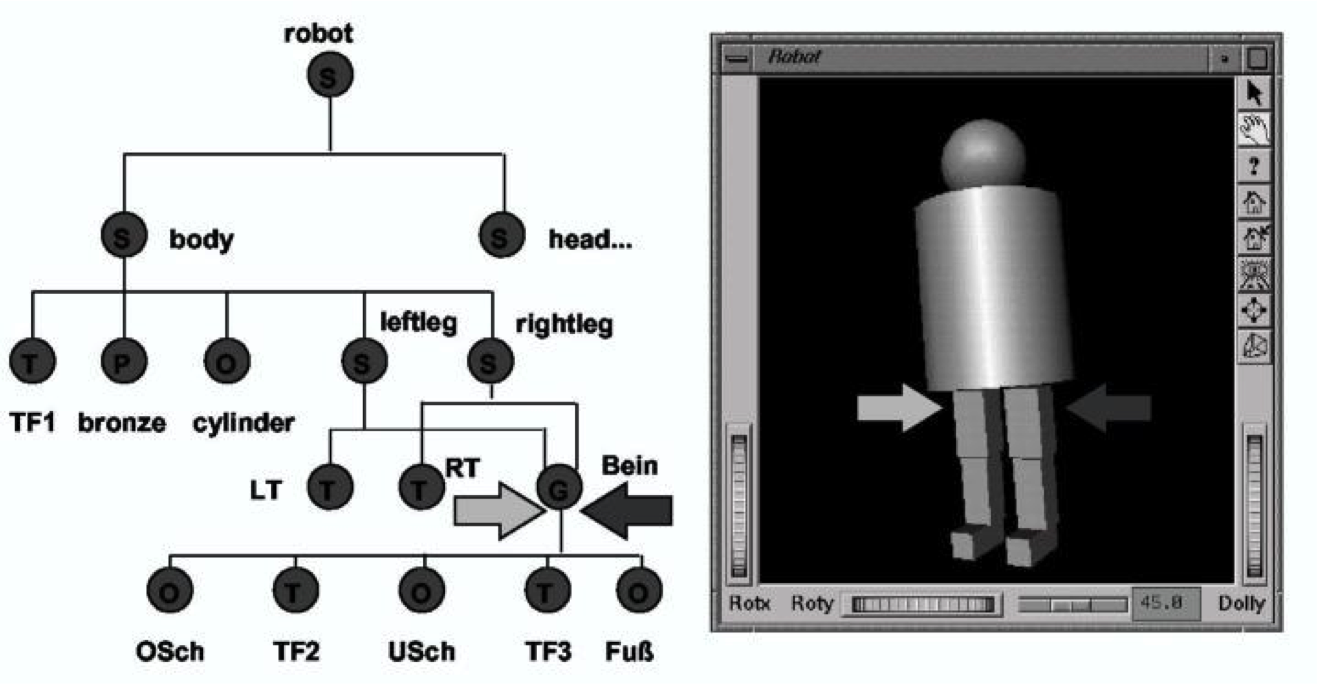 robot
S
S
body
S
head...
leftleg
rightleg
T
P
O
S
S
TF1
bronze
cylinder
LT
T
T
RT
G
Bein
O
T
O
T
O
OSch
TF2
USch
TF3
Fuß
Robot
?
Rotx
Roty
45.0
Dolly